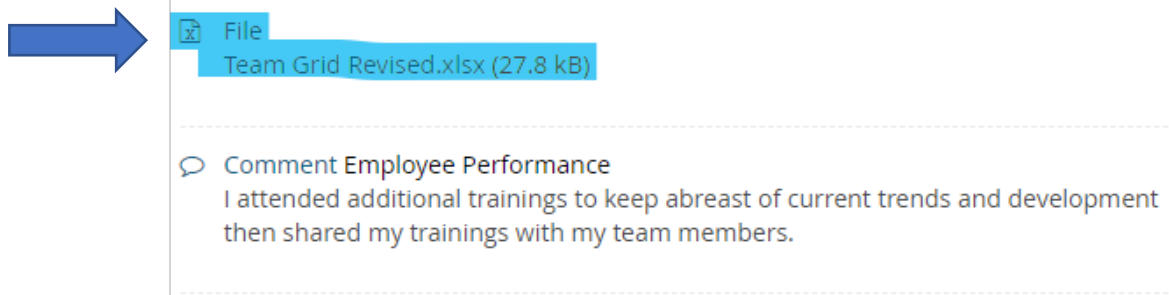 File
Team Grid Revised.xlsx (27.8 kB)
Comment Employee Performance
I attended additional trainings to keep abreast of current trends and development
then shared my trainings with my team members.